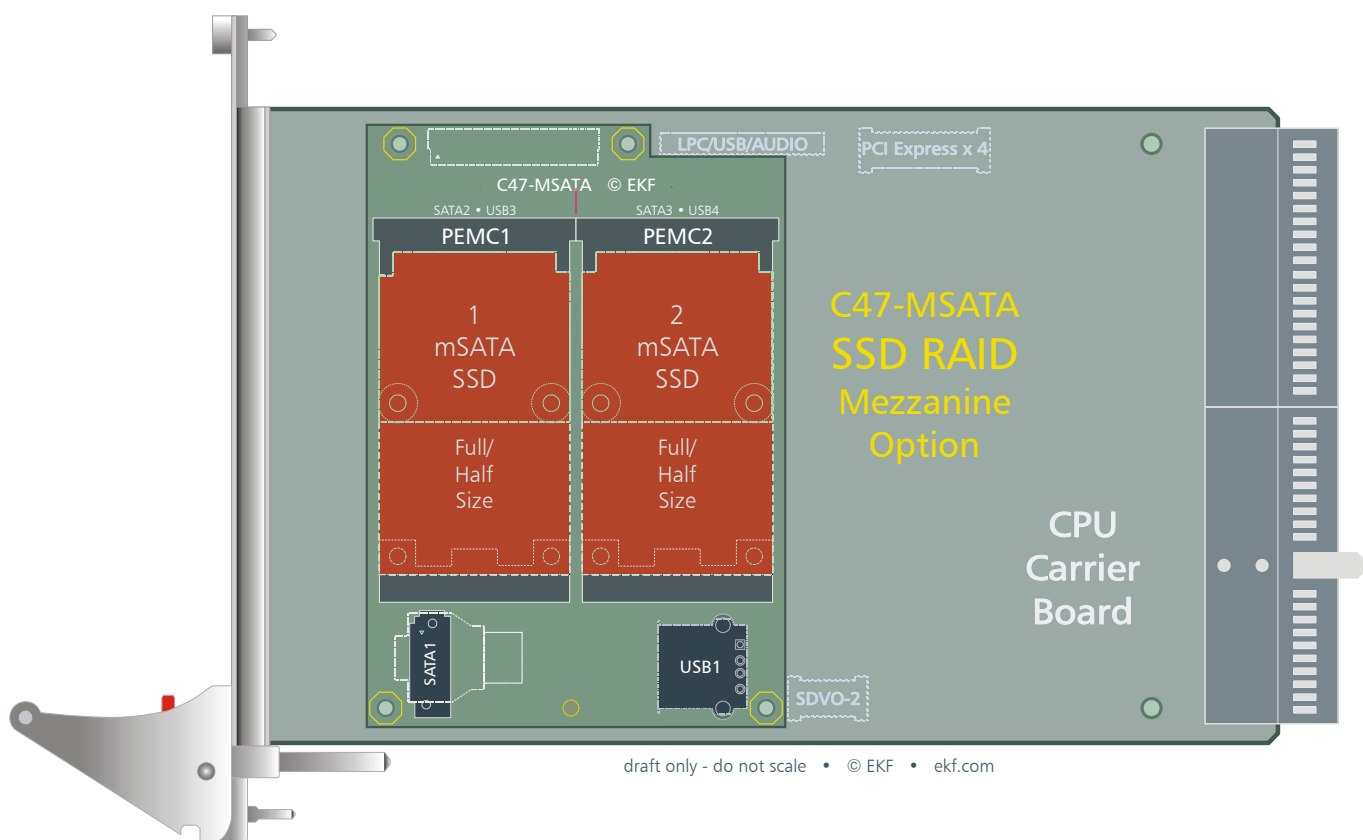 LPC/USB/AUDIO
PCI Express x 4
C47-MSATA © EKF
SATA2 • USB3
SATA3 • USB4
PEMC1
PEMC2
1
mSATA
SSD
Full/
Half
Size
2
mSATA
SSD
Full/
Half
Size
C47-MSATA
SSD RAID
Mezzanine
Option
CPU
Carrier
Board
SATA1
USB1
SDVO-2
draft only - do not scale • © EKF • ekf.com